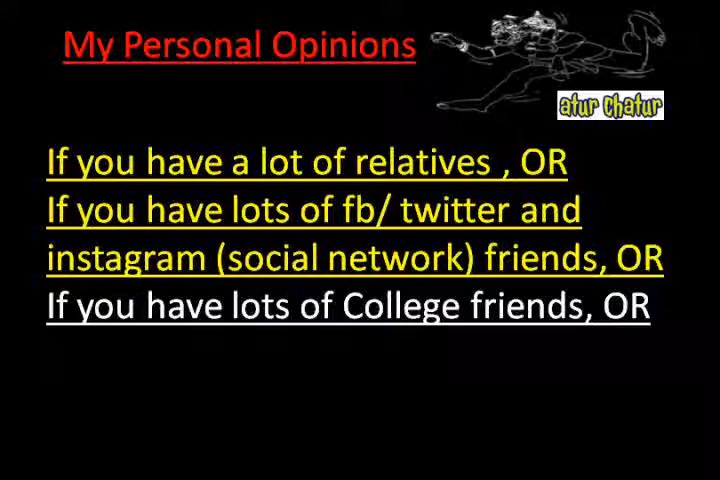 My Personal Opinions
atur chatur
If you have a lot of relatives , OR
If you have lots of fb/ twitter and
instagram (social network) friends, OR
If you have lots of College friends, OR